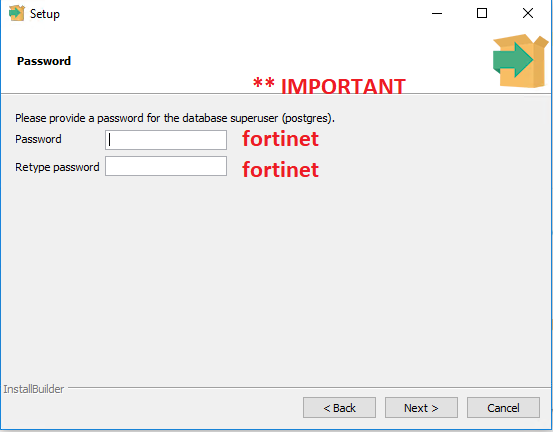 Setup
Password
** IMPORTANT
Please provide a password for the database superuser (postgres).
Password fortinet
Retype password fortinet
InstallBuilder
< Back Next > Cancel